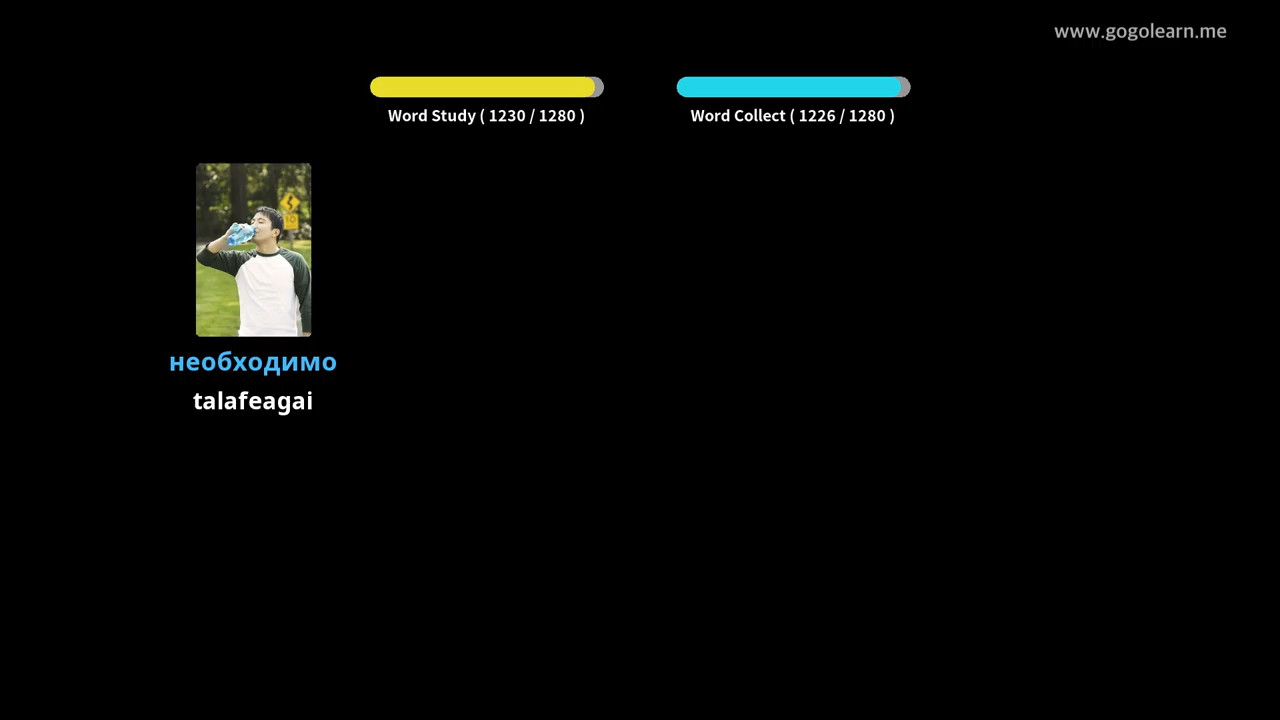 www.gogolearn.me
Word Study ( 1230 / 1280 )
Word Collect ( 1226 / 1280 )
необходимо
talafeagai